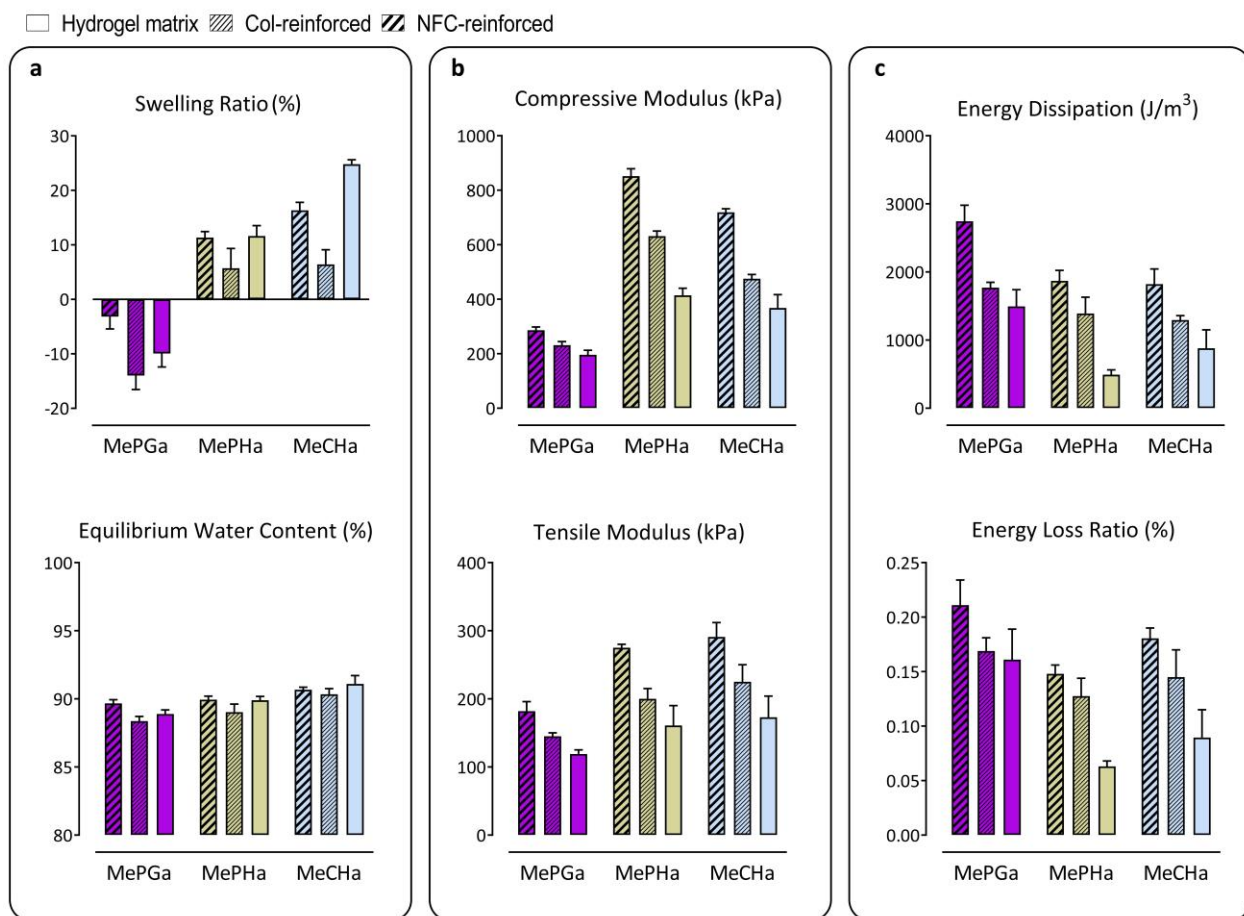 Hydrogel matrix Col-reinforced NFC-reinforced
a
Swelling Ratio (%)
30
20
10
0
-10
-20
MePGa MePHa MeCHa
Equilibrium Water Content (%)
100
95
90
85
80
MePGa MePHa MeCHa
b
Compressive Modulus (kPa)
1000
800
600
400
200
0
MePGa MePHa MeCHa
Tensile Modulus (kPa)
400
300
200
100
0
MePGa MePHa MeCHa
c
Energy Dissipation (J/m³)
4000
3000
2000
1000
0
MePGa MePHa MeCHa
Energy Loss Ratio (%)
0.25
0.20
0.15
0.10
0.05
0.00
MePGa MePHa MeCHa